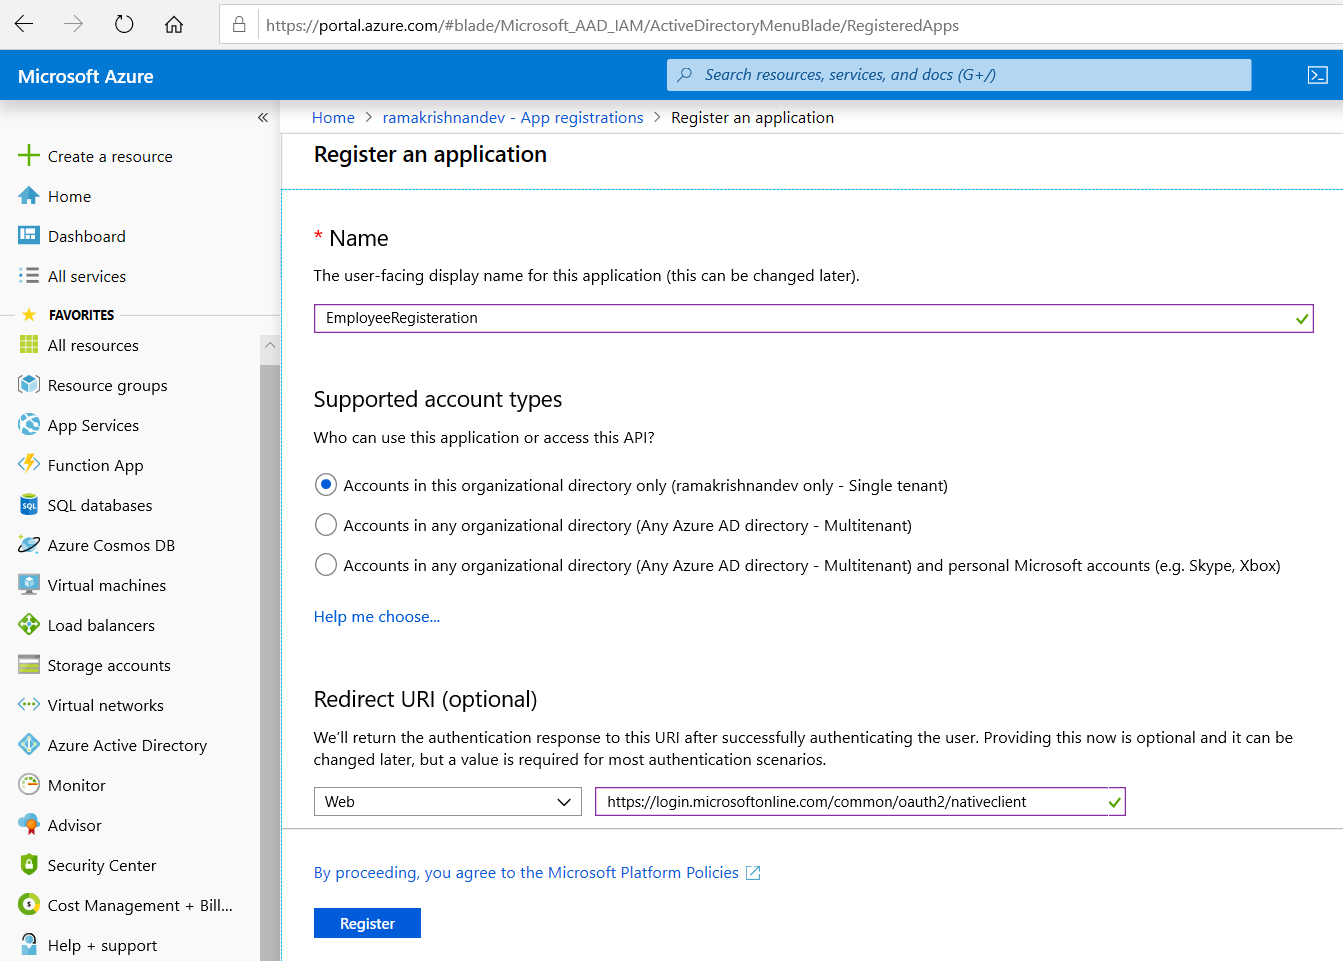 https://portal.azure.com/#blade/Microsoft_AAD_IAM/ActiveDirectoryMenuBlade/RegisteredApps
Microsoft Azure
Search resources, services, and docs (G+/)
«
Create a resource
Home
Dashboard
All services
FAVORITES
All resources
Resource groups
App Services
Function App
SQL databases
Azure Cosmos DB
Virtual machines
Load balancers
Storage accounts
Virtual networks
Azure Active Directory
Monitor
Advisor
Security Center
Cost Management + Bill...
Help + support
Home > ramakrishnandev - App registrations > Register an application
Register an application
* Name
The user-facing display name for this application (this can be changed later).
EmployeeRegisteration
Supported account types
Who can use this application or access this API?
Accounts in this organizational directory only (ramakrishnandev only - Single tenant)
Accounts in any organizational directory (Any Azure AD directory - Multitenant)
Accounts in any organizational directory (Any Azure AD directory - Multitenant) and personal Microsoft accounts (e.g. Skype, Xbox)
Help me choose...
Redirect URI (optional)
We'll return the authentication response to this URI after successfully authenticating the user. Providing this now is optional and it can be
changed later, but a value is required for most authentication scenarios.
Web
https://login.microsoftonline.com/common/oauth2/nativeclient
By proceeding, you agree to the Microsoft Platform Policies
Register